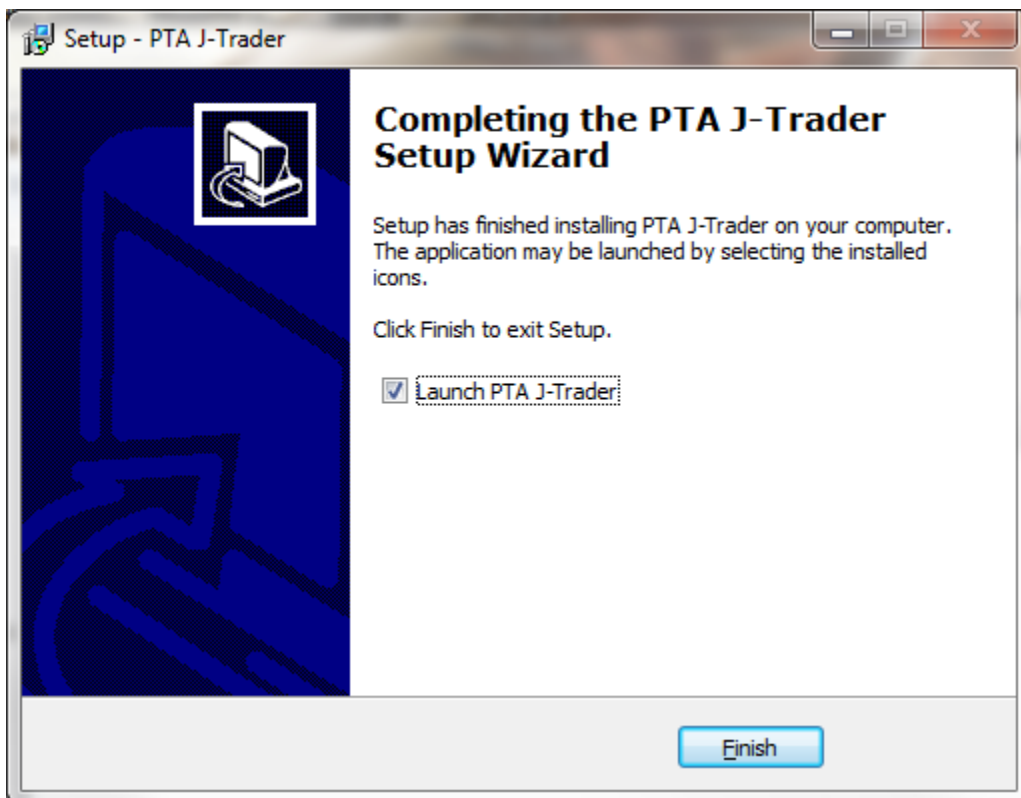 Setup - PTA J-Trader
Completing the PTA J-Trader
Setup Wizard
Setup has finished installing PTA J-Trader on your computer.
The application may be launched by selecting the installed
icons.
Click Finish to exit Setup.
Launch PTA J-Trader
Finish